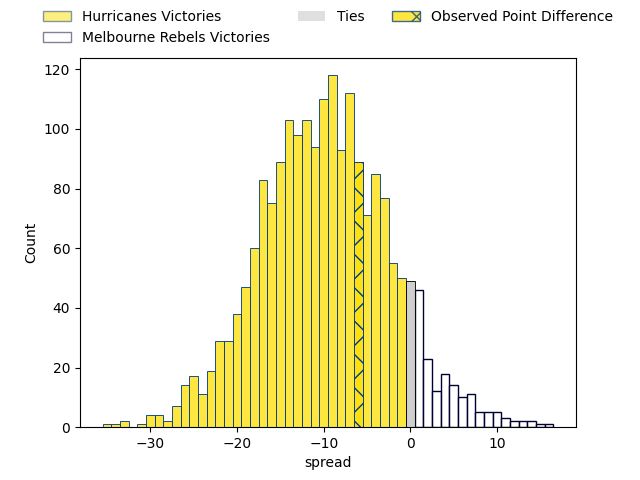 Hurricanes Victories
Melbourne Rebels Victories
Ties
Observed Point Difference
120
100
80
60
40
20
0
Count
−30
−20
−10
0
10
spread